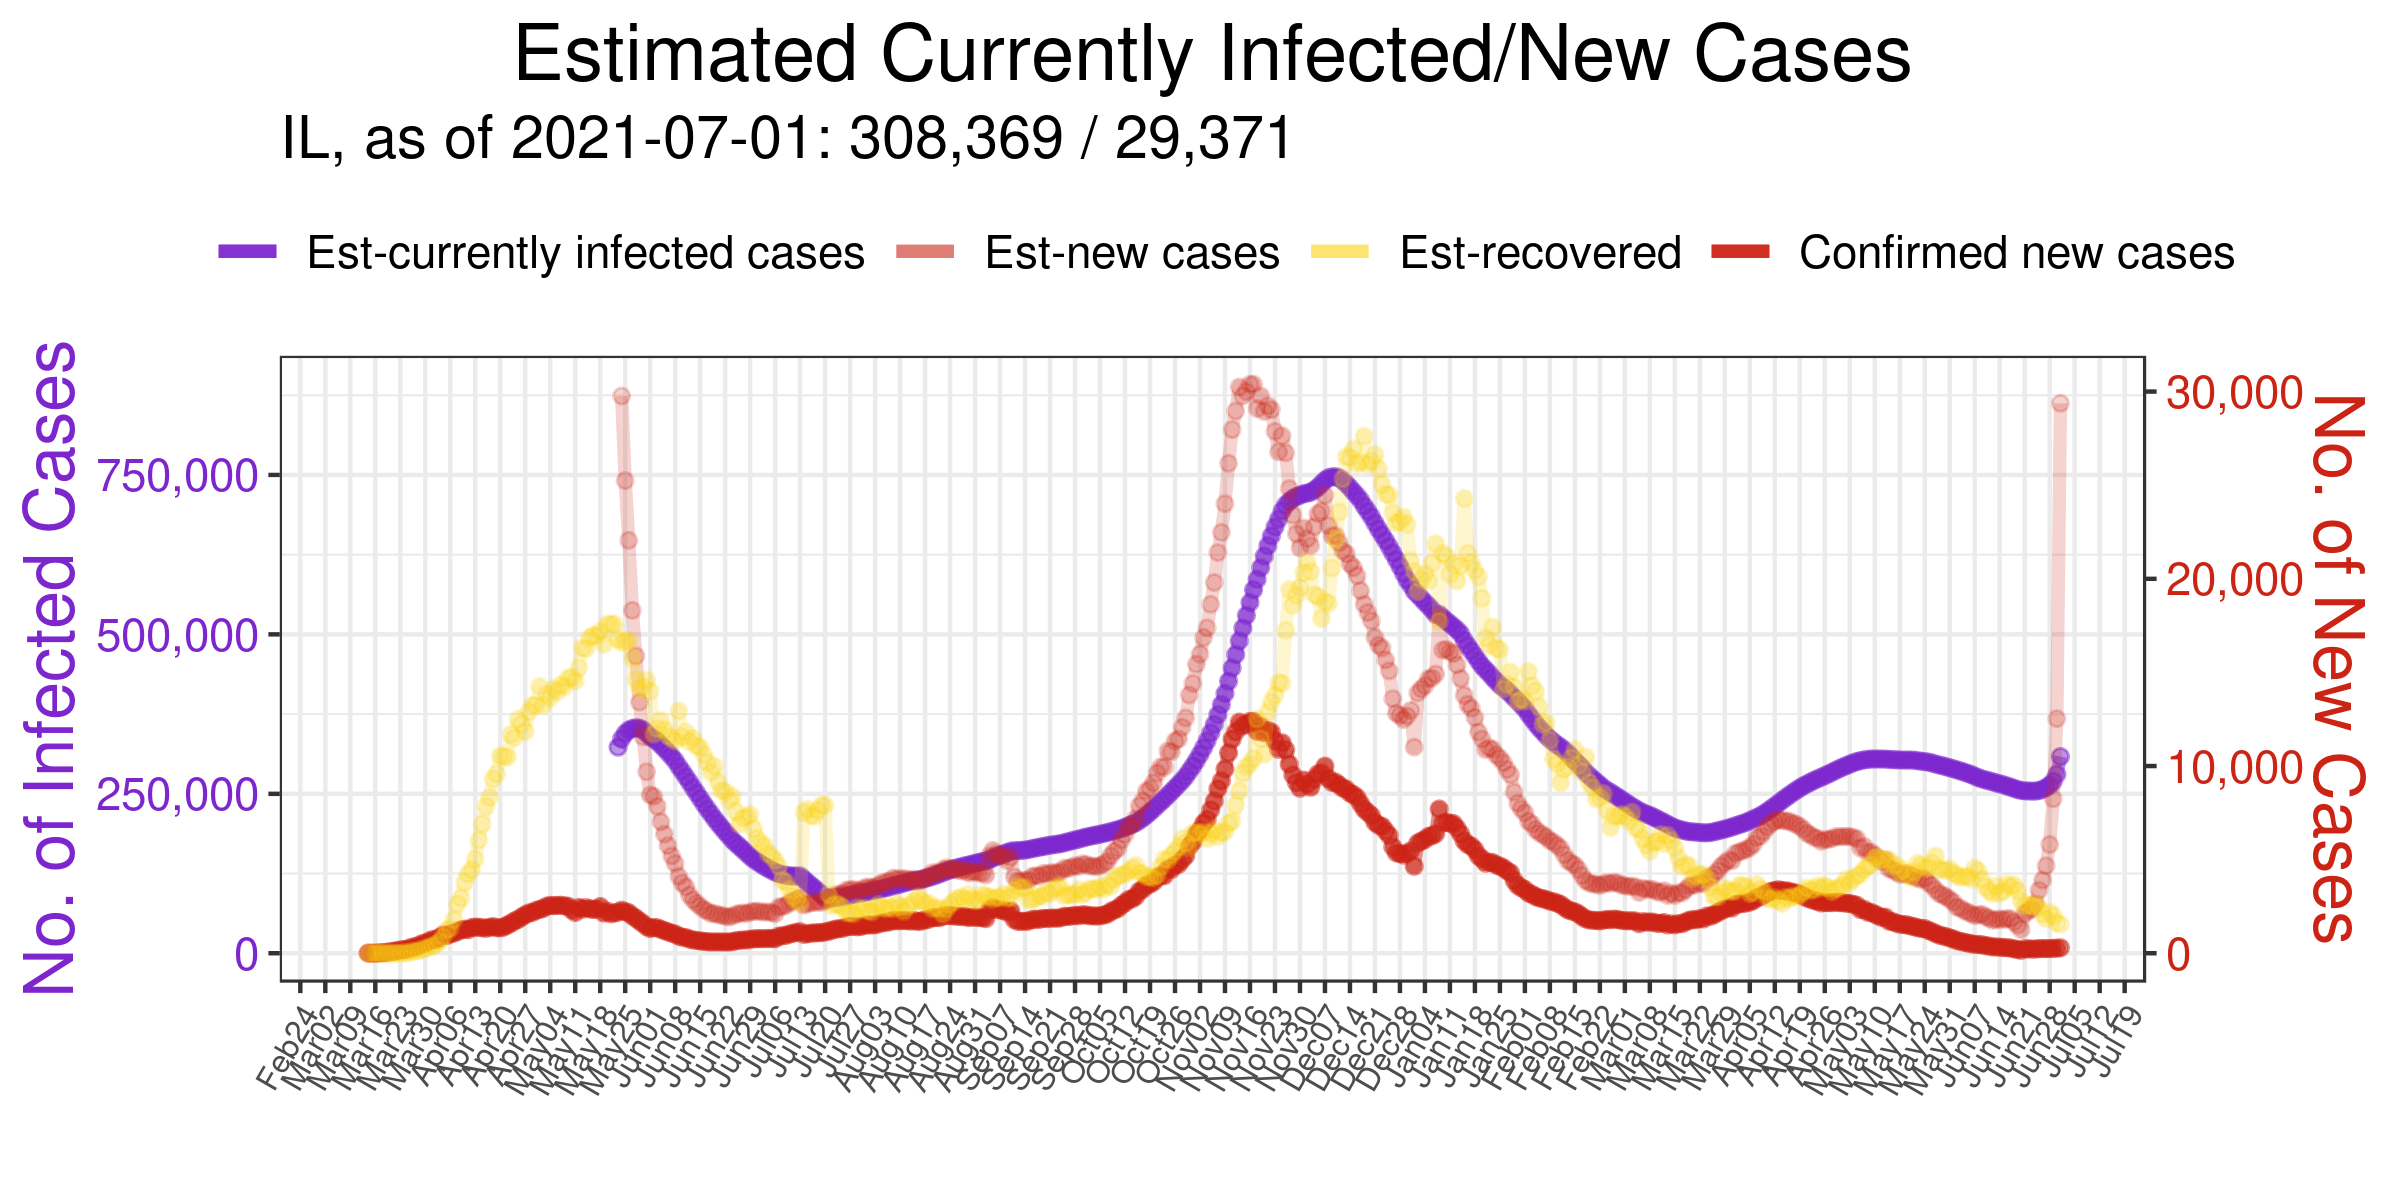 Estimated Currently Infected/New Cases
IL, as of 2021-07-01: 308,369 / 29,371
Est-currently infected cases
Est-new cases
Est-recovered
Confirmed new cases
No. of Infected Cases
750,000
500,000
250,000
0
30,000
20,000
10,000
0
No. of New Cases
Feb24
Mar02
Mar09
Mar16
Mar23
Mar30
Apr06
Apr13
Apr20
Apr27
May04
May11
May18
May25
Jun01
Jun08
Jun15
Jun22
Jun29
Jul06
Jul13
Jul20
Jul27
Aug03
Aug10
Aug17
Aug24
Aug31
Sep07
Sep14
Sep21
Sep28
Oct05
Oct12
Oct19
Oct26
Nov02
Nov09
Nov16
Nov23
Nov30
Dec07
Dec14
Dec21
Dec28
Jan04
Jan11
Jan18
Jan25
Feb01
Feb08
Feb15
Feb22
Mar01
Mar08
Mar15
Mar22
Mar29
Apr05
Apr12
Apr19
Apr26
May03
May10
May17
May24
May31
Jun07
Jun14
Jun21
Jun28
Jul05
Jul12
Jul19